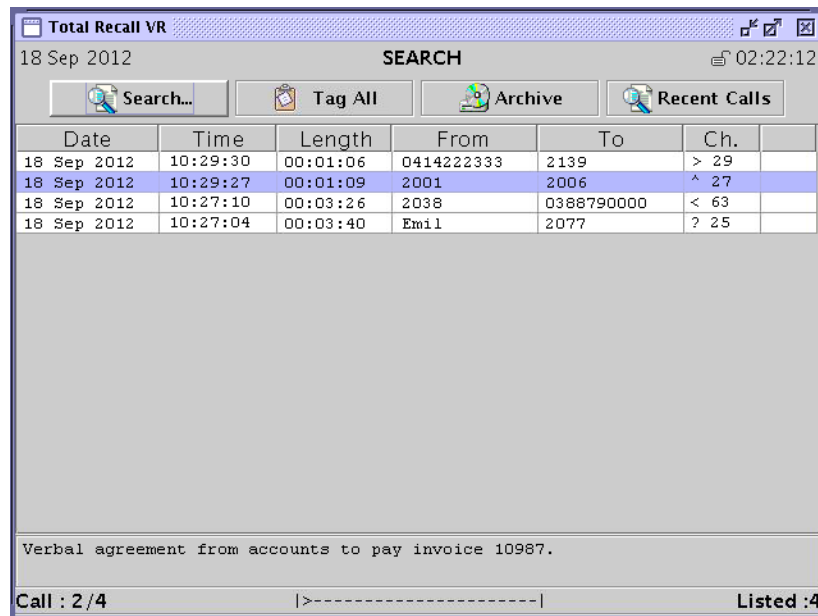 Total Recall VR
18 Sep 2012 SEARCH 02:22:12
Search... Tag All Archive Recent Calls
Date Time Length From To Ch.
18 Sep 2012 10:29:30 00:01:06 0414222333 2139 > 29
18 Sep 2012 10:29:27 00:01:09 2001 2006 ^ 27
18 Sep 2012 10:27:10 00:03:26 2038 0388790000 < 63
18 Sep 2012 10:27:04 00:03:40 Emil 2077 ? 25
Verbal agreement from accounts to pay invoice 10987.
Call : 2/4 |>-----------------------| Listed :4